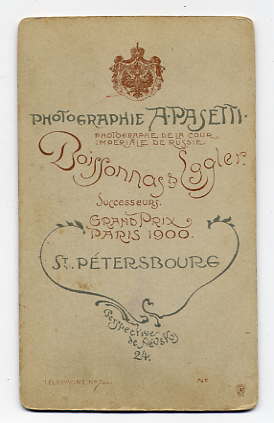 PHOTOGRAPHIE A. PASETTI.
PHOTOGRAPHE DE LA COUR
IMPERIALE DE RUSSIE.
Boissonnas & Eggler.
Successeurs.
GRAND PRIX
PARIS 1900.
ST. PÉTERSBOURG
Perspective
de Nevsky
24.